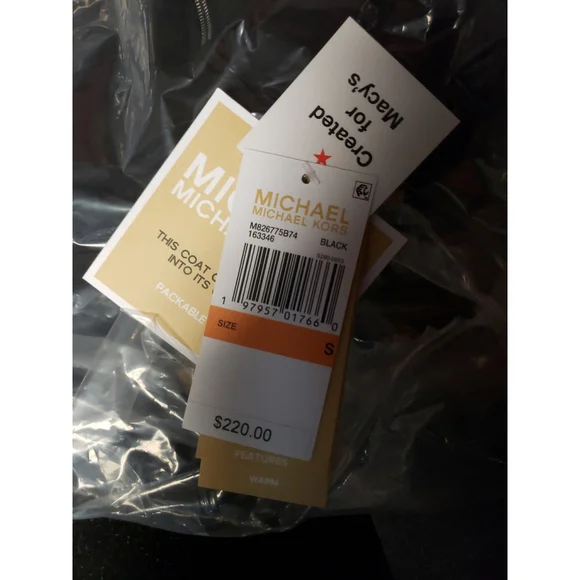 Created
for
Macy's
MICHAEL
MICHAEL KORS
M826775B74
163346
BLACK
1 97957 01766 0
SIZE
S
$220.00
MIC
MICH
THIS COAT
INTO ITS
PACKABLE
FEATURES
WARM